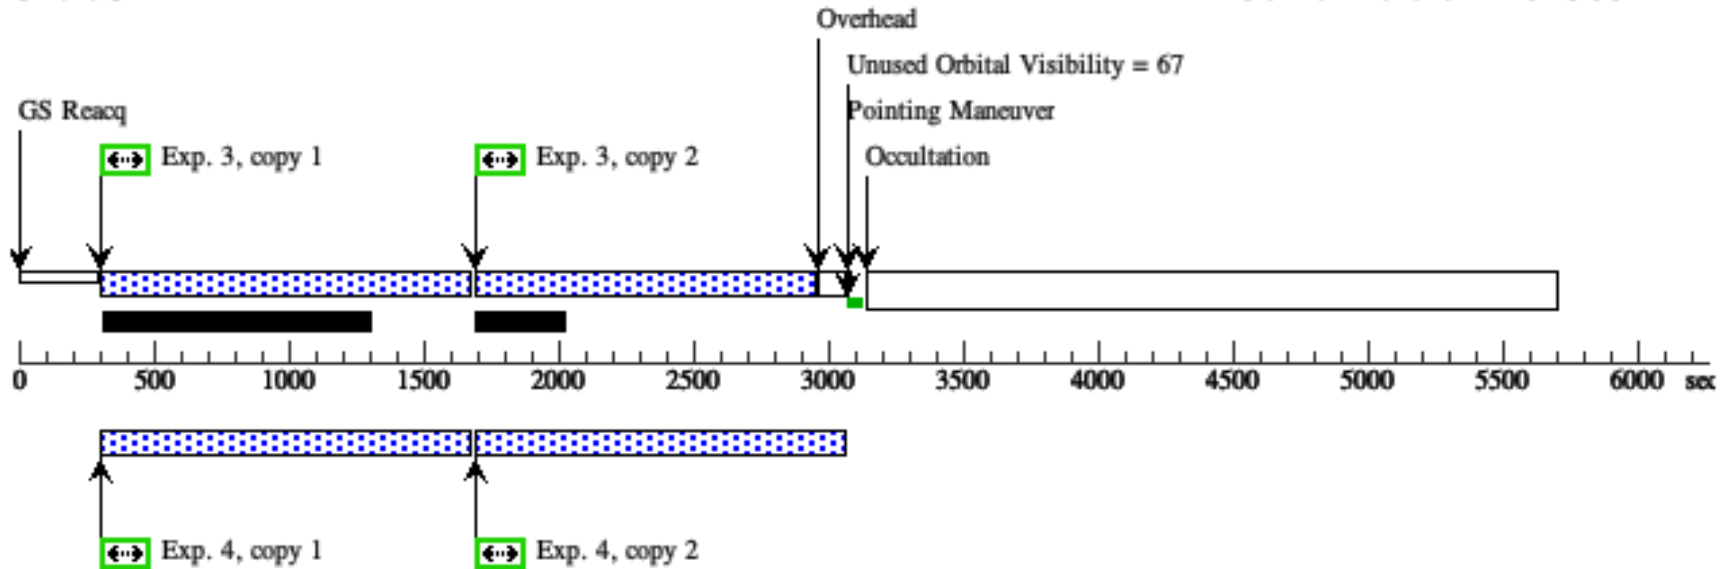 Overhead
Unused Orbital Visibility = 67
GS Reacq
Pointing Maneuver
Exp. 3, copy 1
Exp. 3, copy 2
Occultation
0 500 1000 1500 2000 2500 3000 3500 4000 4500 5000 5500 6000 sec
Exp. 4, copy 1
Exp. 4, copy 2